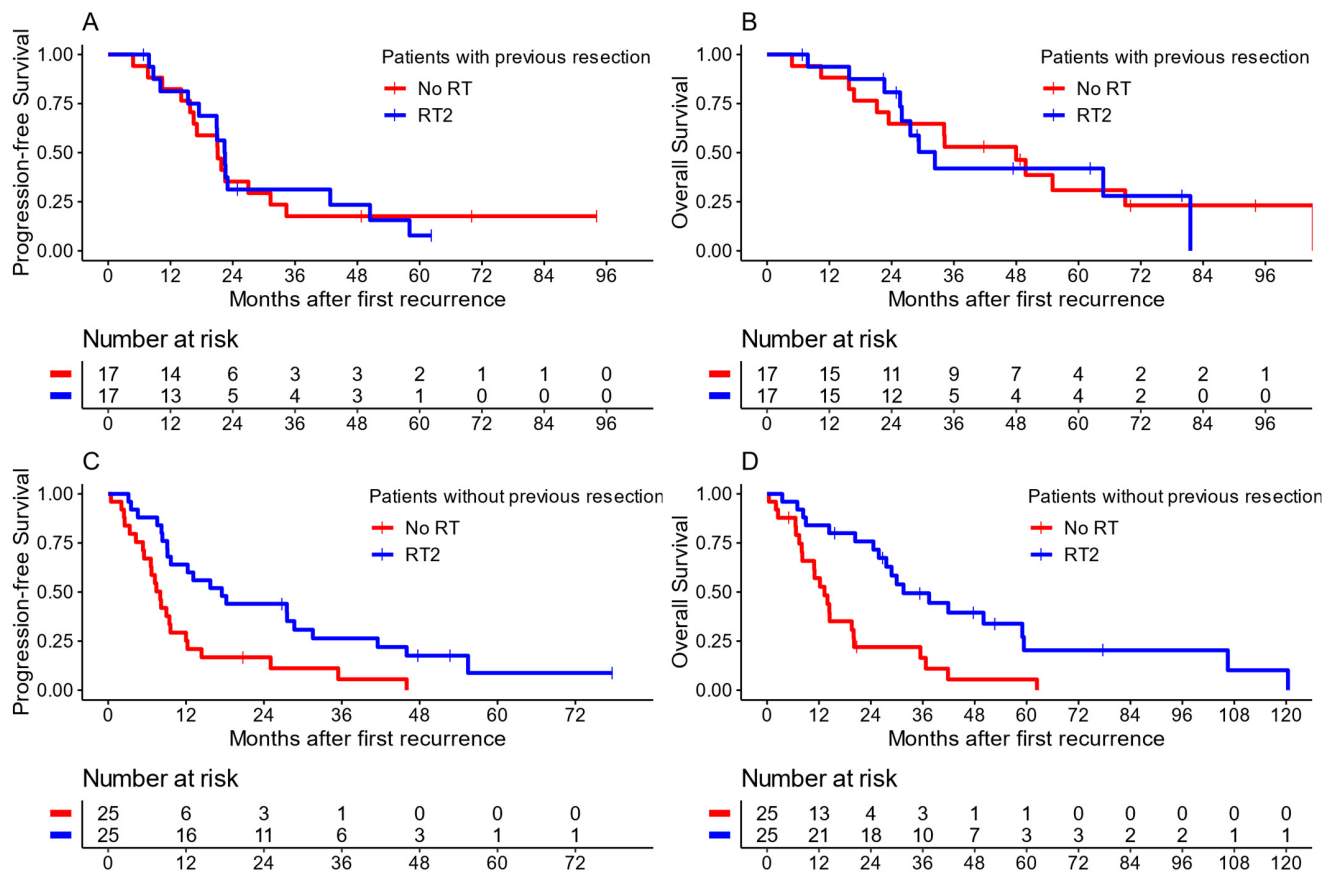 A
Progression-free Survival
1.00
0.75
0.50
0.25
0.00
Patients with previous resection
No RT
RT2
0 12 24 36 48 60 72 84 96
Months after first recurrence
Number at risk
17 14 6 3 3 2 1 1 0
17 13 5 4 3 1 0 0 0
0 12 24 36 48 60 72 84 96
B
Overall Survival
1.00
0.75
0.50
0.25
0.00
Patients with previous resection
No RT
RT2
0 12 24 36 48 60 72 84 96
Months after first recurrence
Number at risk
17 15 11 9 7 4 2 2 1
17 15 12 5 4 4 2 0 0
0 12 24 36 48 60 72 84 96
C
Progression-free Survival
1.00
0.75
0.50
0.25
0.00
Patients without previous resection
No RT
RT2
0 12 24 36 48 60 72
Months after first recurrence
Number at risk
25 6 3 1 0 0 0
25 16 11 6 3 1 1
0 12 24 36 48 60 72
D
Overall Survival
1.00
0.75
0.50
0.25
0.00
Patients without previous resection
No RT
RT2
0 12 24 36 48 60 72 84 96 108 120
Months after first recurrence
Number at risk
25 13 4 3 1 1 0 0 0 0 0
25 21 18 10 7 3 3 2 2 1 1
0 12 24 36 48 60 72 84 96 108 120